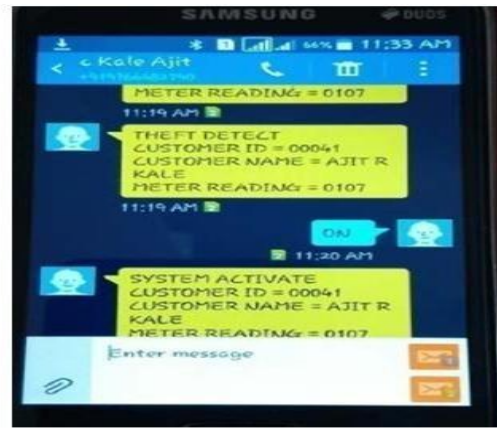 SAMSUNG
DUOS
66% 11:33 AM
< c Kale Ajit
METER READING = 0107
11:19 AM
THEFT DETECT
CUSTOMER ID = 00041
CUSTOMER NAME = AJIT R
KALE
METER READING = 0107
11:19 AM
ON
11:20 AM
SYSTEM ACTIVATE
CUSTOMER ID = 00041
CUSTOMER NAME = AJIT R
KALE
METER READING = 0107
Enter message